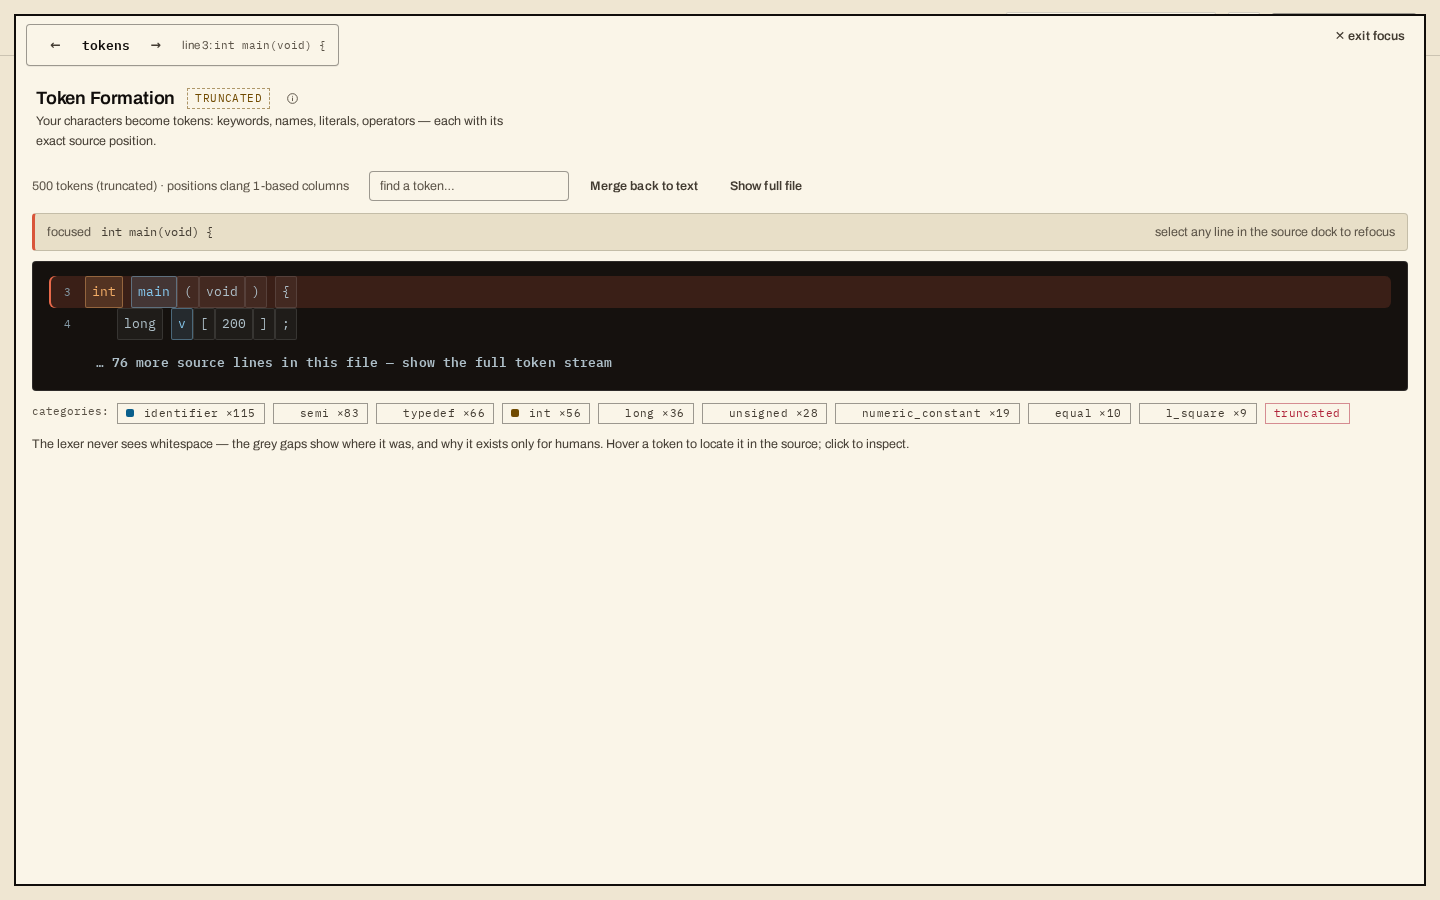 ← tokens → line 3: int main(void) {
✕ exit focus
Token Formation TRUNCATED
Your characters become tokens: keywords, names, literals, operators — each with its
exact source position.
500 tokens (truncated) · positions clang 1-based columns find a token... Merge back to text Show full file
focused int main(void) { select any line in the source dock to refocus
3 int main ( void ) {
4 long v [ 200 ] ;
… 76 more source lines in this file — show the full token stream
categories: identifier ×115 semi ×83 typedef ×66 int ×56 long ×36 unsigned ×28 numeric_constant ×19 equal ×10 l_square ×9 truncated
The lexer never sees whitespace — the grey gaps show where it was, and why it exists only for humans. Hover a token to locate it in the source; click to inspect.